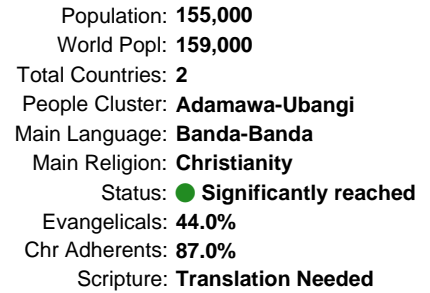 Population: 155,000
World Popl: 159,000
Total Countries: 2
People Cluster: Adamawa-Ubangi
Main Language: Banda-Banda
Main Religion: Christianity
Status: Significantly reached
Evangelicals: 44.0%
Chr Adherents: 87.0%
Scripture: Translation Needed